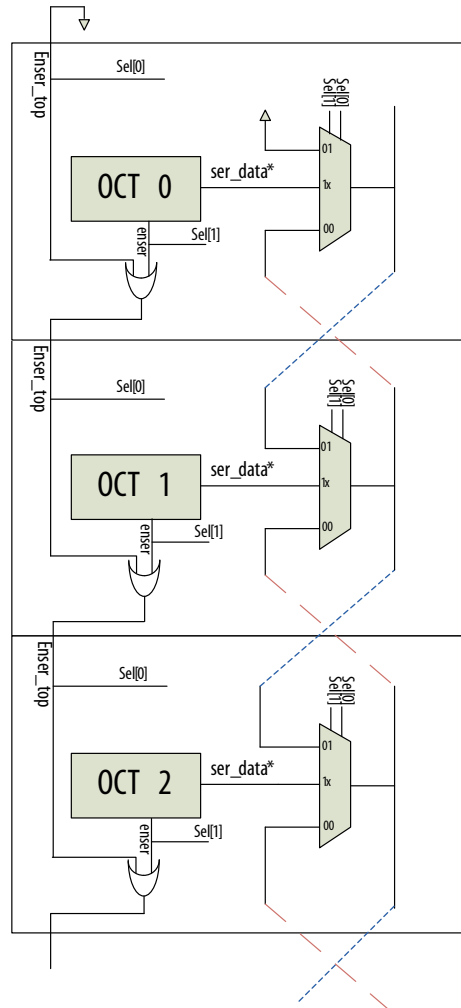 Enser_top
Sel[0]
Sel[0]
Sel[1]
01
OCT 0
ser_data*
1x
enser
Sel[1]
00
Enser_top
Sel[0]
Sel[0]
Sel[1]
01
OCT 1
ser_data*
1x
enser
Sel[1]
00
Enser_top
Sel[0]
Sel[0]
Sel[1]
01
OCT 2
ser_data*
1x
enser
Sel[1]
00